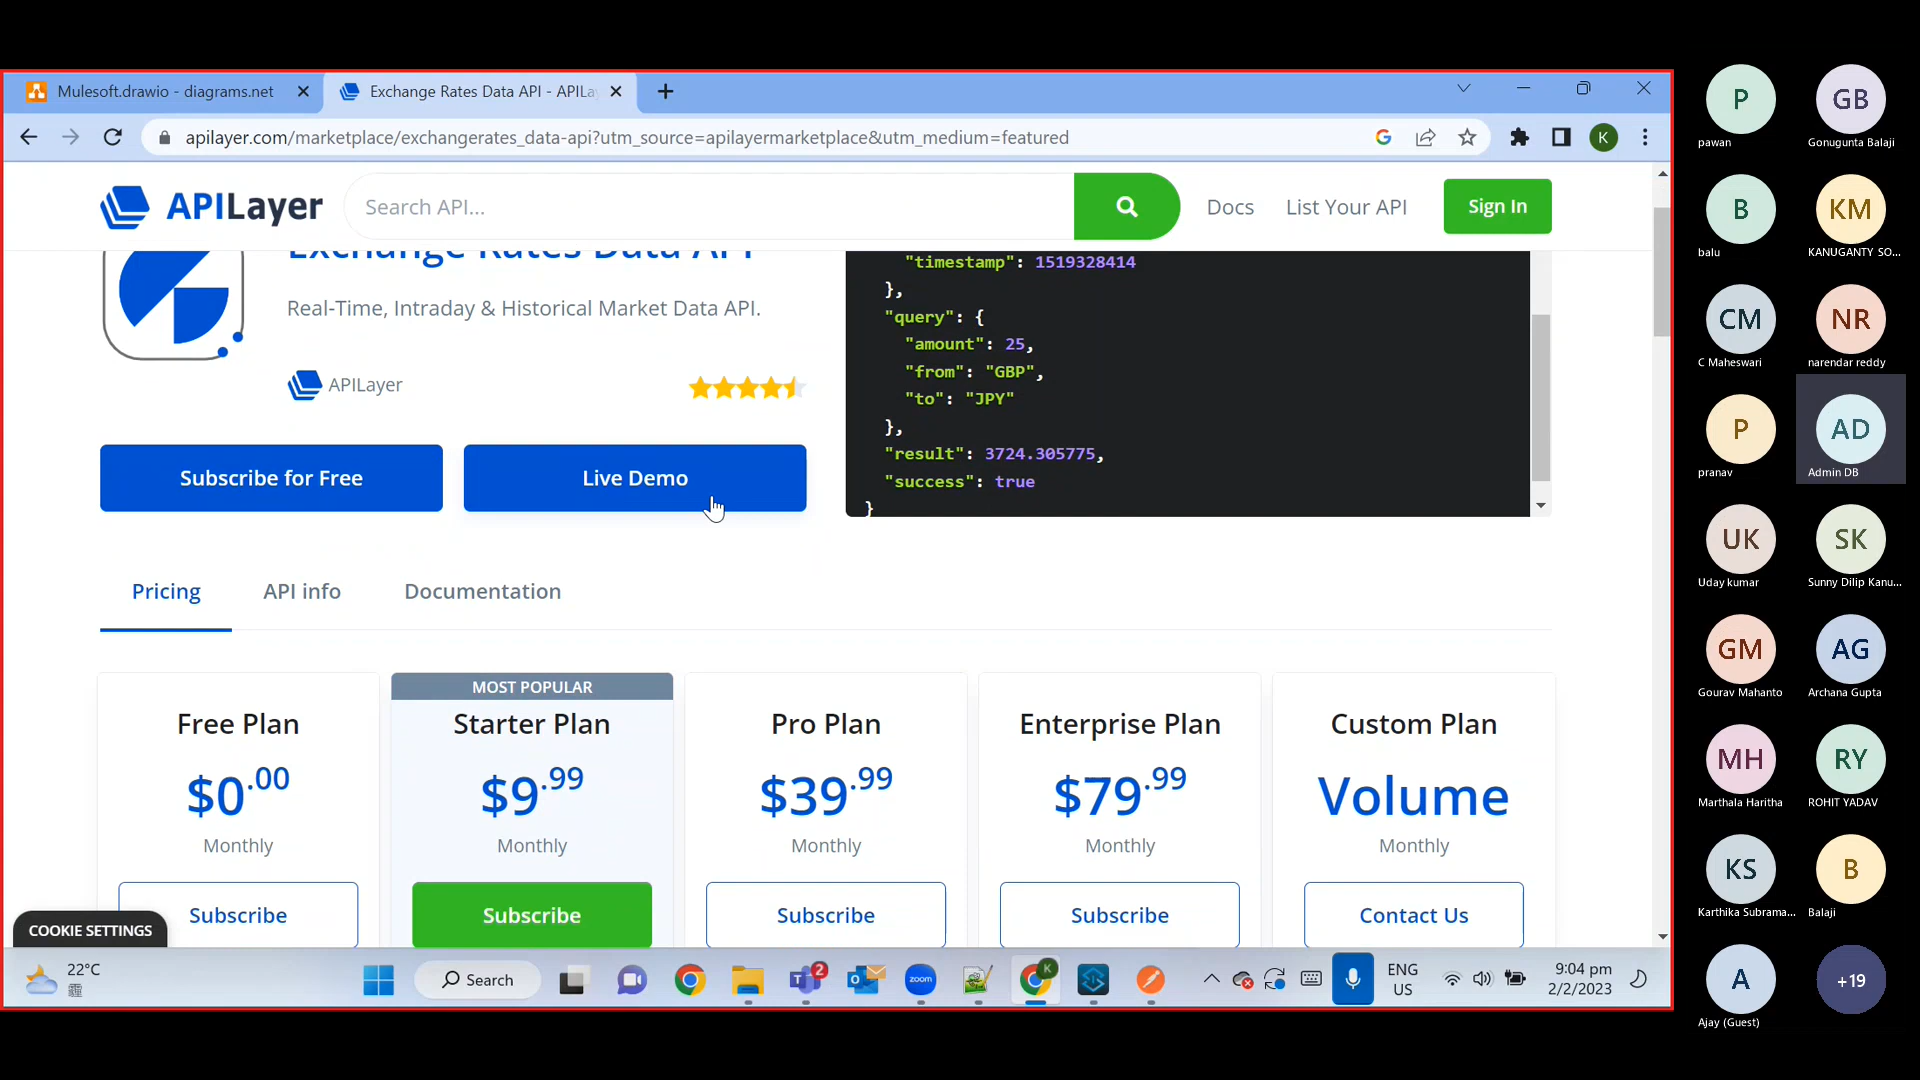 Mulesoft.drawio - diagrams.net
Exchange Rates Data API - APILa
apilayer.com/marketplace/exchangerates_data-api?utm_source=apilayermarketplace&utm_medium=featured
K
APILayer
Search API...
Docs
List Your API
Sign In
Exchange Rates Data API
Real-Time, Intraday & Historical Market Data API.
APILayer
Subscribe for Free
Live Demo
"timestamp": 1519328414
},
"query": {
"amount": 25,
"from": "GBP",
"to": "JPY"
},
"result": 3724.305775,
"success": true
}
Pricing
API info
Documentation
Free Plan
$0.00
Monthly
Subscribe
MOST POPULAR
Starter Plan
$9.99
Monthly
Subscribe
Pro Plan
$39.99
Monthly
Subscribe
Enterprise Plan
$79.99
Monthly
Subscribe
Custom Plan
Volume
Monthly
Contact Us
COOKIE SETTINGS
22°C
霾
Search
2
zoom
K
ENG
US
9:04 pm
2/2/2023
P
pawan
GB
Gonugunta Balaji
B
balu
KM
KANUGANTY SO...
CM
C Maheswari
NR
narendar reddy
P
pranav
AD
Admin DB
UK
Uday kumar
SK
Sunny Dilip Kanu...
GM
Gourav Mahanto
AG
Archana Gupta
MH
Marthala Haritha
RY
ROHIT YADAV
KS
Karthika Subrama...
B
Balaji
A
Ajay (Guest)
+19